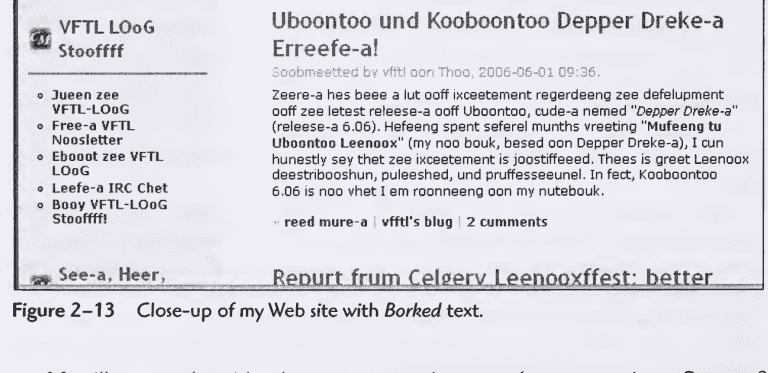 VFTL LOoG
Stooffff
Jueen zee
VFTL-LOoG
Free-a VFTL
Noosletter
Ebooot zee VFTL
LOoG
Leefe-a IRC Chet
Booy VFTL-LOoG
Stooffff!
See-a, Heer,
Uboontoo und Kooboontoo Depper Dreke-a
Erreefe-a!
Soobmeetted by vfftl oon Thoo, 2006-06-01 09:36.
Zeere-a hes beee a lut ooff ixceetement regerdeeng zee defelupment
ooff zee letest releese-a ooff Uboontoo, cude-a nemed "Depper Dreke-a"
(releese-a 6.06). Hefeeng spent seferel munths vreeting "Mufeeng tu
Uboontoo Leenoox" (my noo bouk, besed oon Depper Dreke-a), I cun
hunestly sey thet zee ixceetement is joostiffeeed. Thees is greet Leenoox
deestribooshun, puleeshed, und pruffesseeunel. In fect, Kooboontoo
6.06 is noo vhet I em roonneeng oon my nutebouk.
reed mure-a | vfftl's blug | 2 comments
Repurt frum Celgery Leenooxffest: better
Figure 2–13 Close-up of my Web site with Borked text.